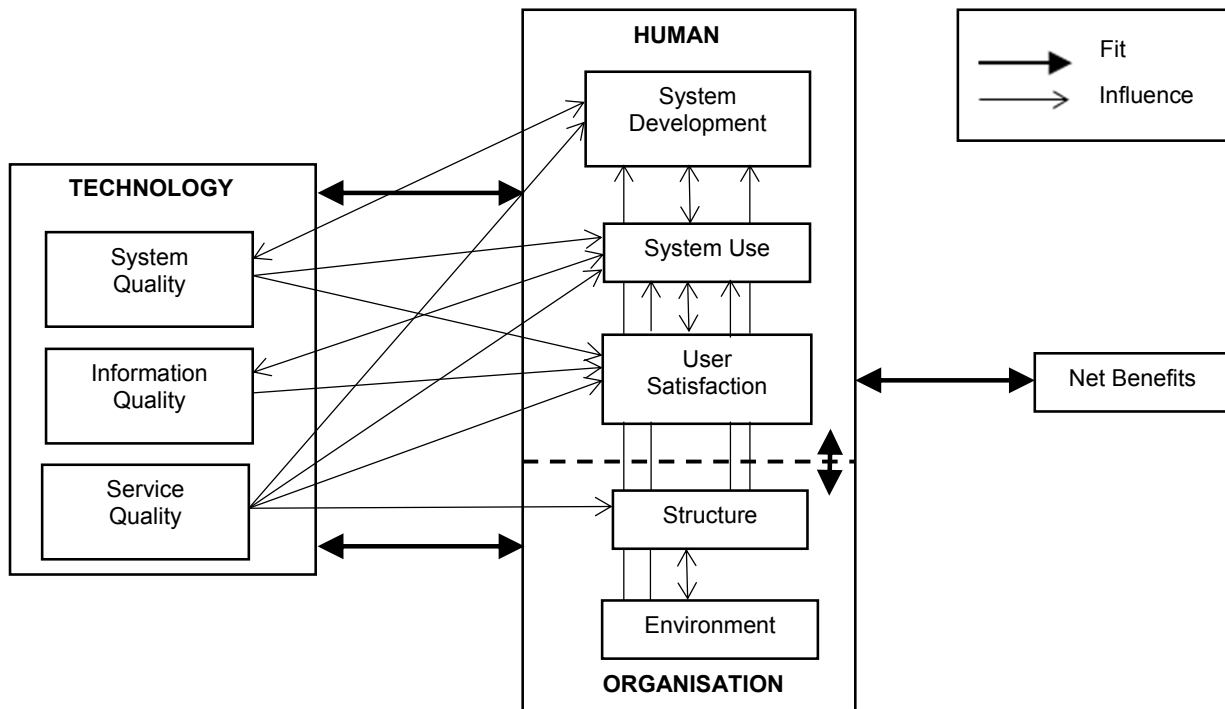 HUMAN
Fit
Influence
System
Development
TECHNOLOGY
System
Quality
System Use
Information
Quality
User
Satisfaction
Net Benefits
Service
Quality
Structure
Environment
ORGANISATION